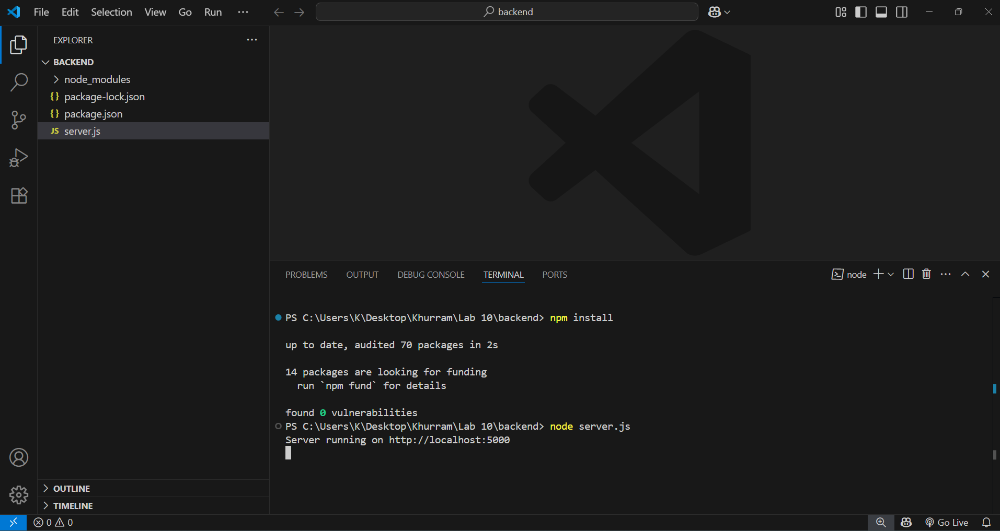 File Edit Selection View Go Run ···
backend
EXPLORER ···
BACKEND
node_modules
{} package-lock.json
{} package.json
JS server.js
PROBLEMS OUTPUT DEBUG CONSOLE TERMINAL PORTS
node
PS C:\Users\K\Desktop\Khurram\Lab 10\backend> npm install
up to date, audited 70 packages in 2s
14 packages are looking for funding
run `npm fund` for details
found 0 vulnerabilities
PS C:\Users\K\Desktop\Khurram\Lab 10\backend> node server.js
Server running on http://localhost:5000
OUTLINE
TIMELINE
0 0
Go Live